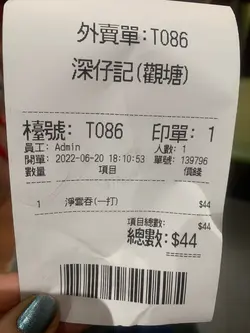 外賣單:T086
深仔記(觀塘)
檯號: T086 印單: 1
員工: Admin 人數: 1
開單: 2022-06-20 18:10:53 單號: 139796
數量 項目 價錢
1 淨雲吞(一打) $44
項目總數: $44
總數: $44